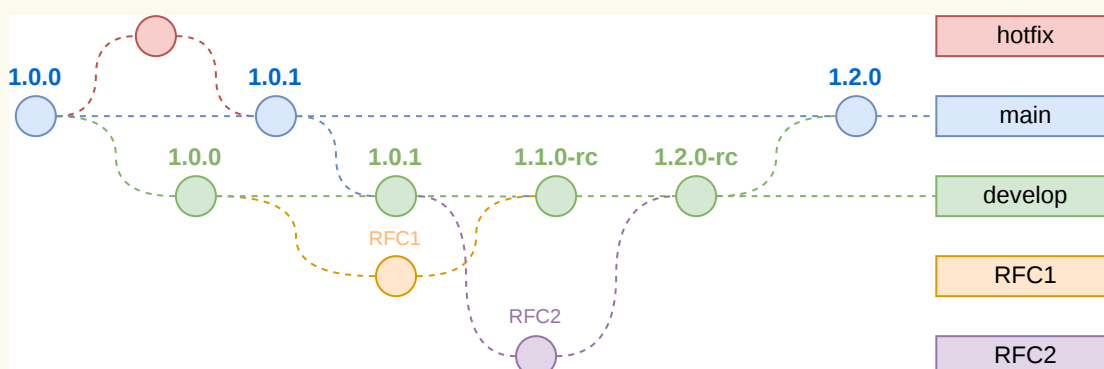 hotfix
1.0.0
1.0.1
1.2.0
main
1.0.0
1.0.1
1.1.0-rc
1.2.0-rc
develop
RFC1
RFC1
RFC2
RFC2